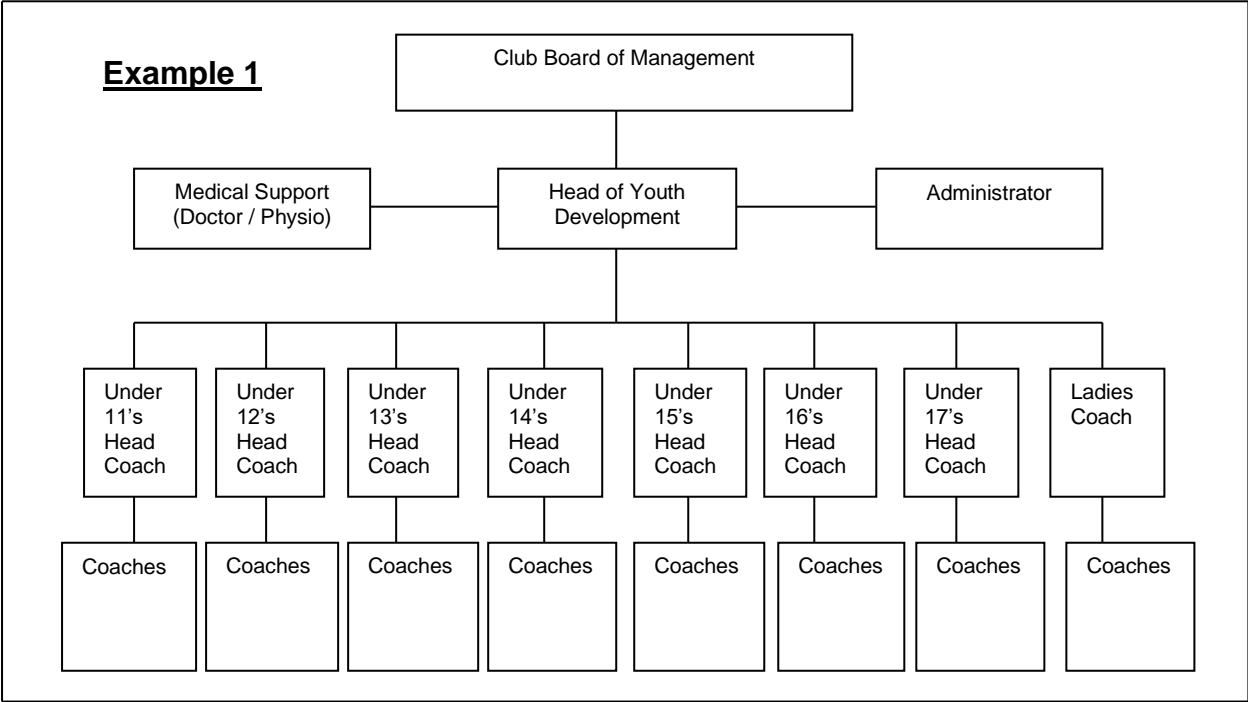 Example 1
Club Board of Management
Medical Support
(Doctor / Physio)
Head of Youth
Development
Administrator
Under
11’s
Head
Coach
Under
12’s
Head
Coach
Under
13’s
Head
Coach
Under
14’s
Head
Coach
Under
15’s
Head
Coach
Under
16’s
Head
Coach
Under
17’s
Head
Coach
Ladies
Coach
Coaches
Coaches
Coaches
Coaches
Coaches
Coaches
Coaches
Coaches